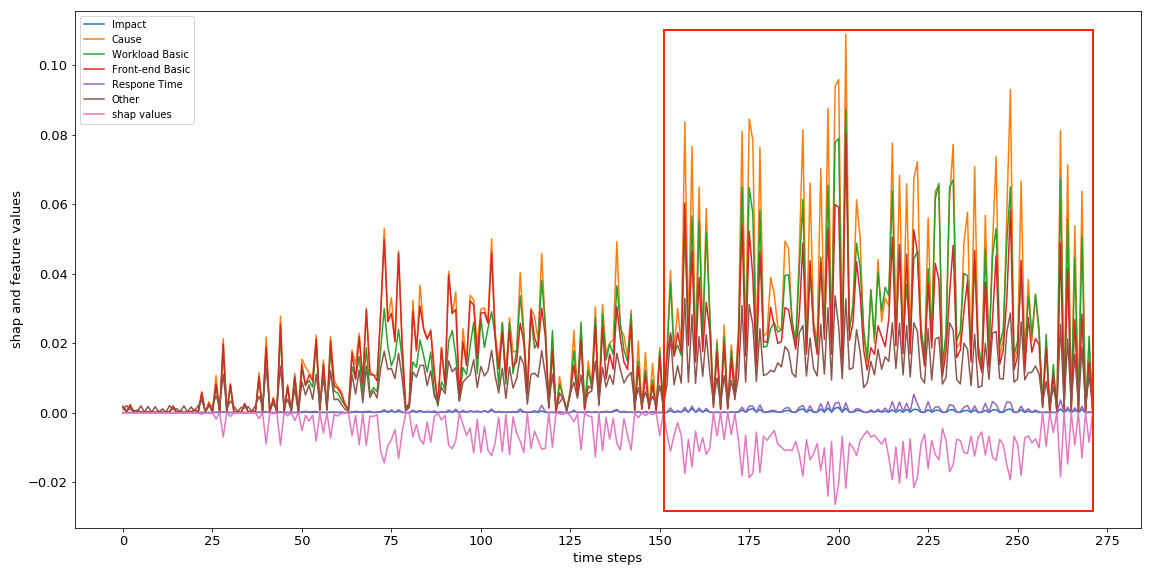 Impact
Cause
Workload Basic
Front-end Basic
Respone Time
Other
shap values
shap and feature values
0.10
0.08
0.06
0.04
0.02
0.00
−0.02
0 25 50 75 100 125 150 175 200 225 250 275
time steps